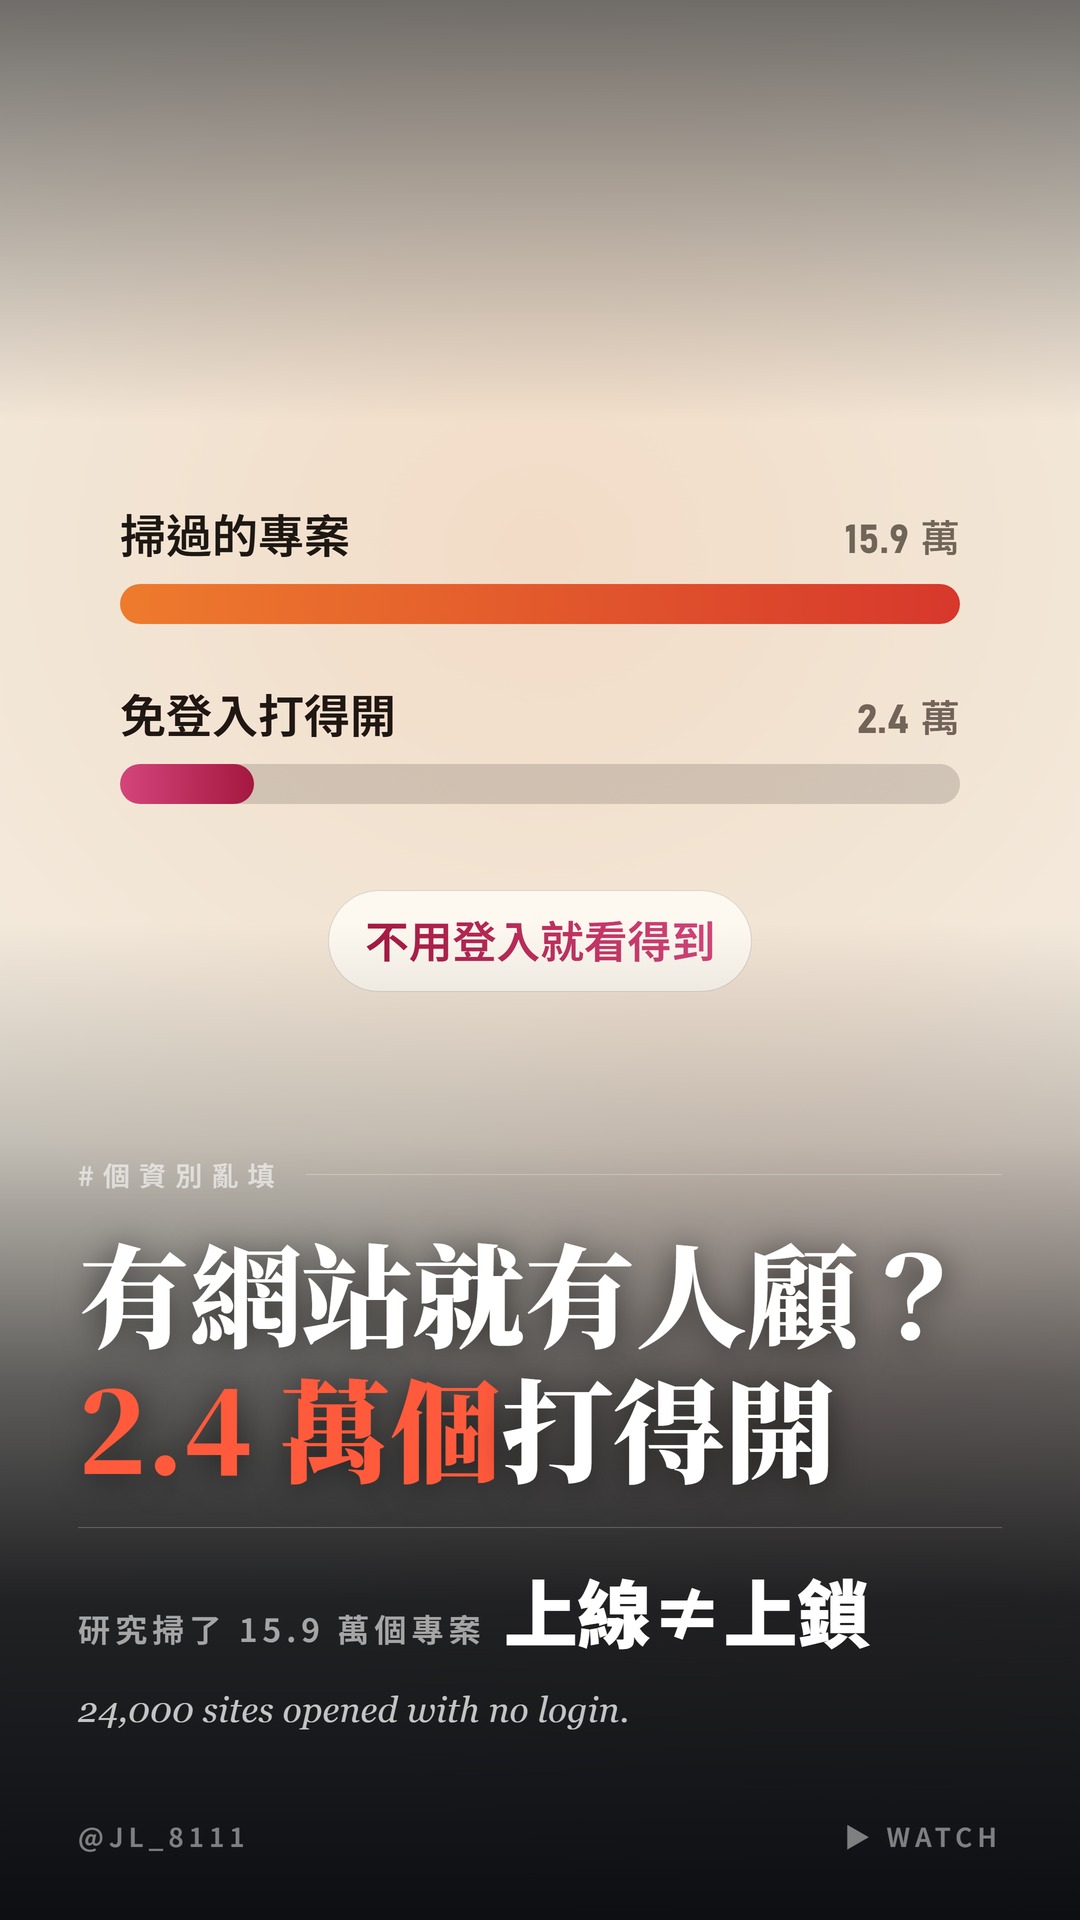 掃過的專案 15.9 萬
免登入打得開 2.4 萬
不用登入就看得到
#個資別亂填
有網站就有人顧？
2.4 萬個打得開
研究掃了 15.9 萬個專案 上線≠上鎖
24,000 sites opened with no login.
@JL_8111 ▶ WATCH